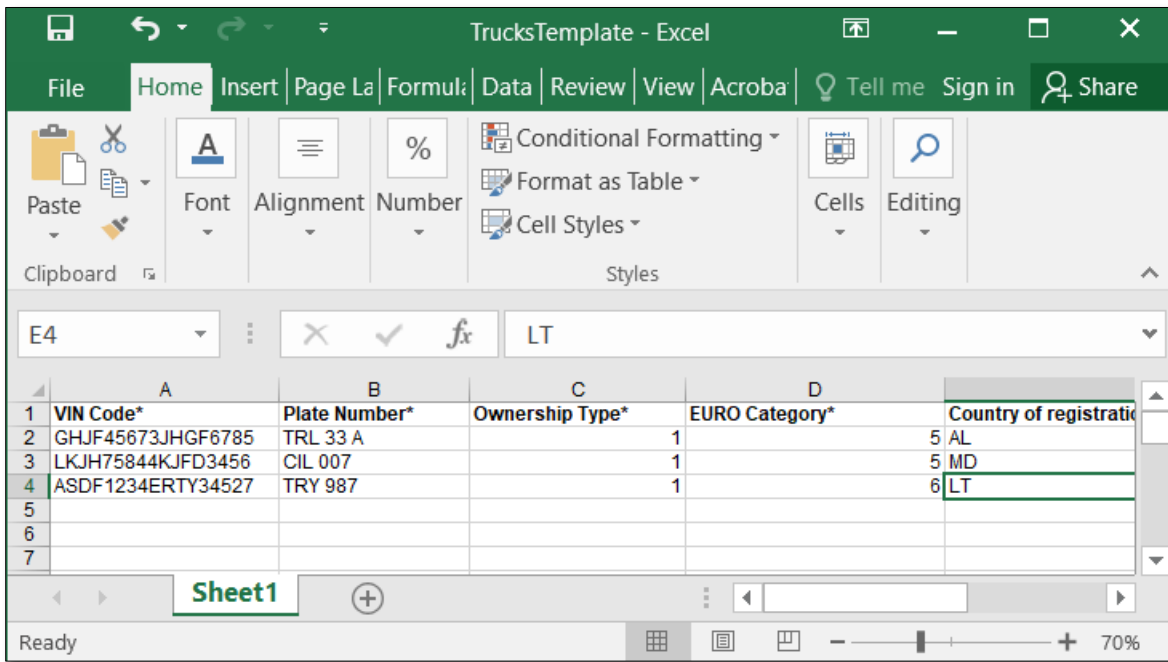 TrucksTemplate - Excel
File Home Insert Page La Formula Data Review View Acroba Tell me Sign in Share
Paste
Font Alignment Number
Conditional Formatting
Format as Table
Cell Styles
Cells Editing
Clipboard Styles
E4 fx LT
A B C D
1 VIN Code* Plate Number* Ownership Type* EURO Category* Country of registratio
2 GHJF45673JHGF6785 TRL 33 A 1 5 AL
3 LKJH75844KJFD3456 CIL 007 1 5 MD
4 ASDF1234ERTY34527 TRY 987 1 6 LT
5
6
7
Sheet1
Ready 70%